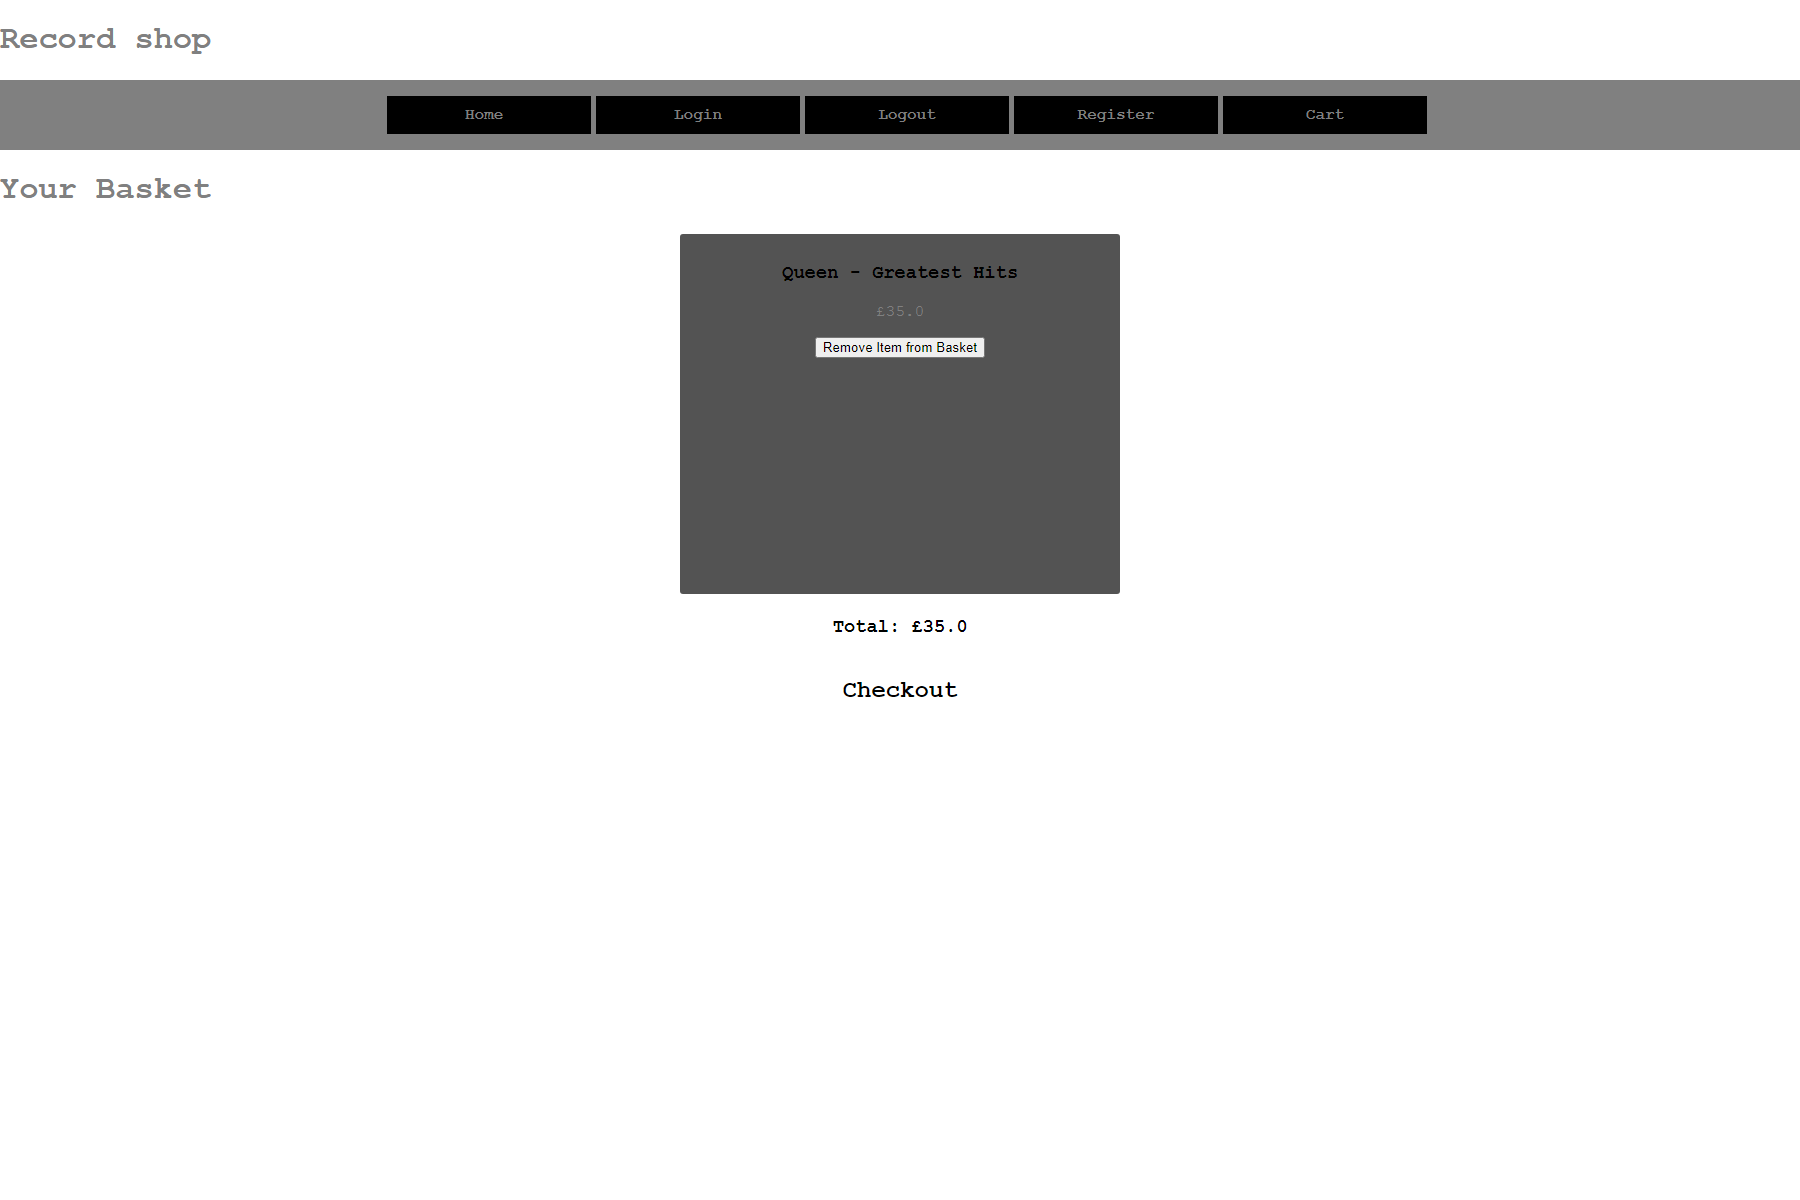 Record shop
Home Login Logout Register Cart
Your Basket
Queen - Greatest Hits
£35.0
Remove Item from Basket
Total: £35.0
Checkout